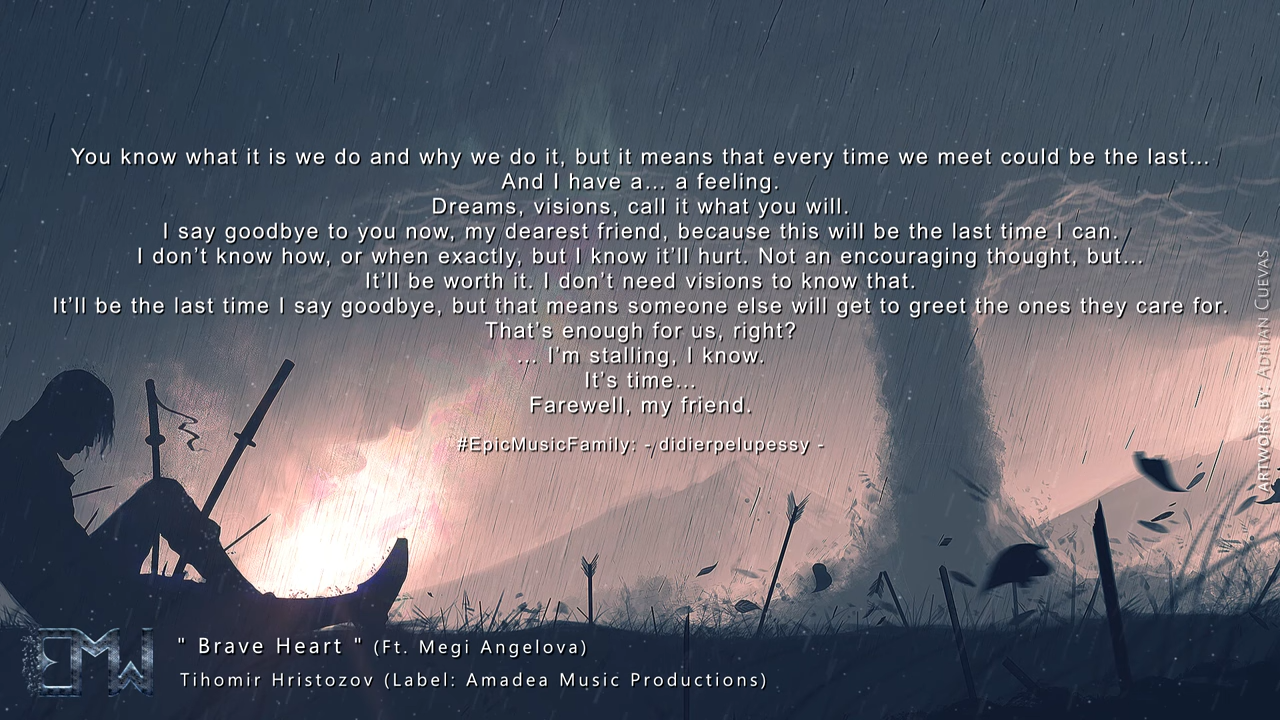 You know what it is we do and why we do it, but it means that every time we meet could be the last...
And I have a... a feeling.
Dreams, visions, call it what you will.
I say goodbye to you now, my dearest friend, because this will be the last time I can.
I don't know how, or when exactly, but I know it'll hurt. Not an encouraging thought, but...
It'll be worth it. I don't need visions to know that.
It'll be the last time I say goodbye, but that means someone else will get to greet the ones they care for.
That's enough for us, right?
... I'm stalling, I know.
It's time...
Farewell, my friend.
#EpicMusicFamily: - didierpelupessy -
ARTWORK BY: ADRIAN CUEVAS
EMW
" Brave Heart " (Ft. Megi Angelova)
Tihomir Hristozov (Label: Amadea Music Productions)